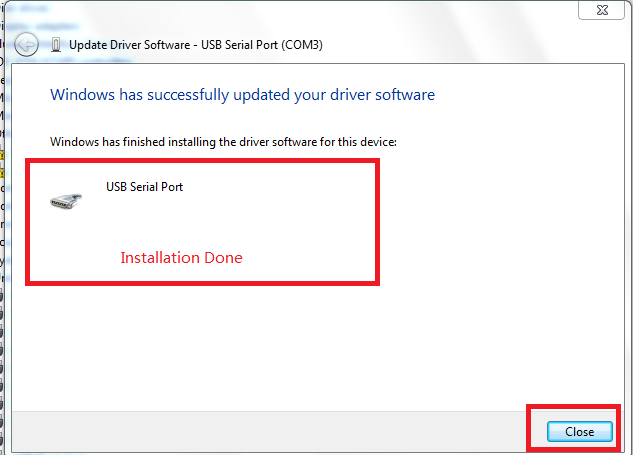 Update Driver Software - USB Serial Port (COM3)
Windows has successfully updated your driver software
Windows has finished installing the driver software for this device:
USB Serial Port
Installation Done
Close